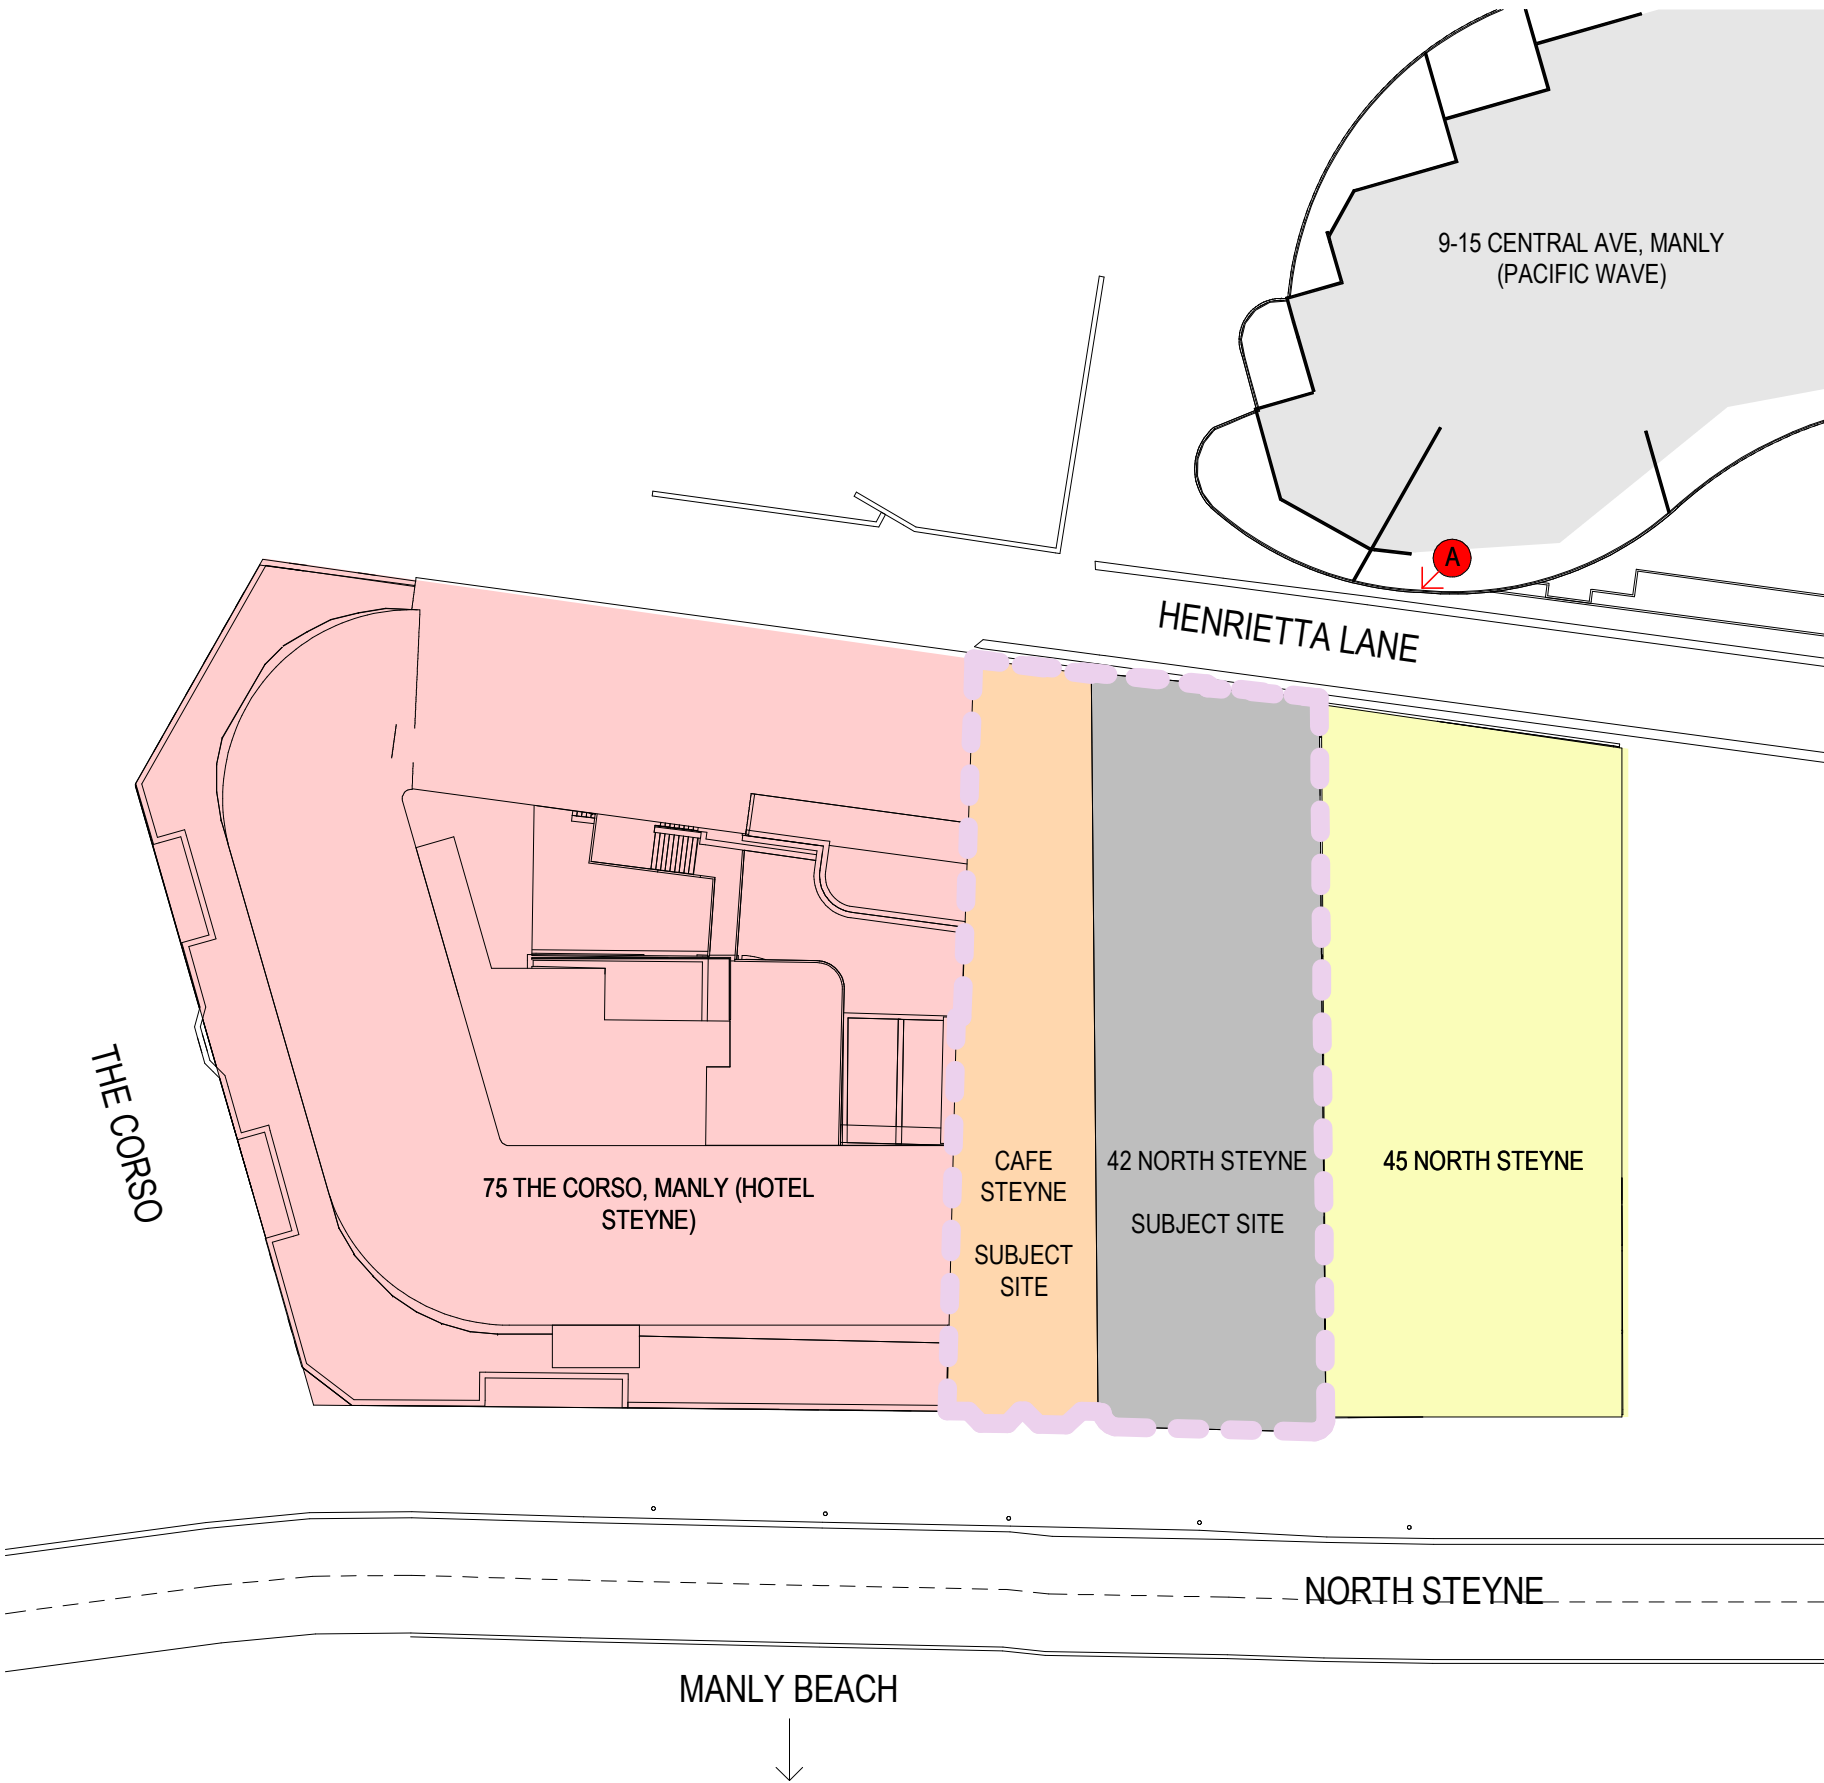 9-15 CENTRAL AVE, MANLY
(PACIFIC WAVE)
A
HENRIETTA LANE
THE CORSO
75 THE CORSO, MANLY (HOTEL
STEYNE)
CAFE
STEYNE
SUBJECT
SITE
42 NORTH STEYNE
SUBJECT SITE
45 NORTH STEYNE
NORTH STEYNE
MANLY BEACH